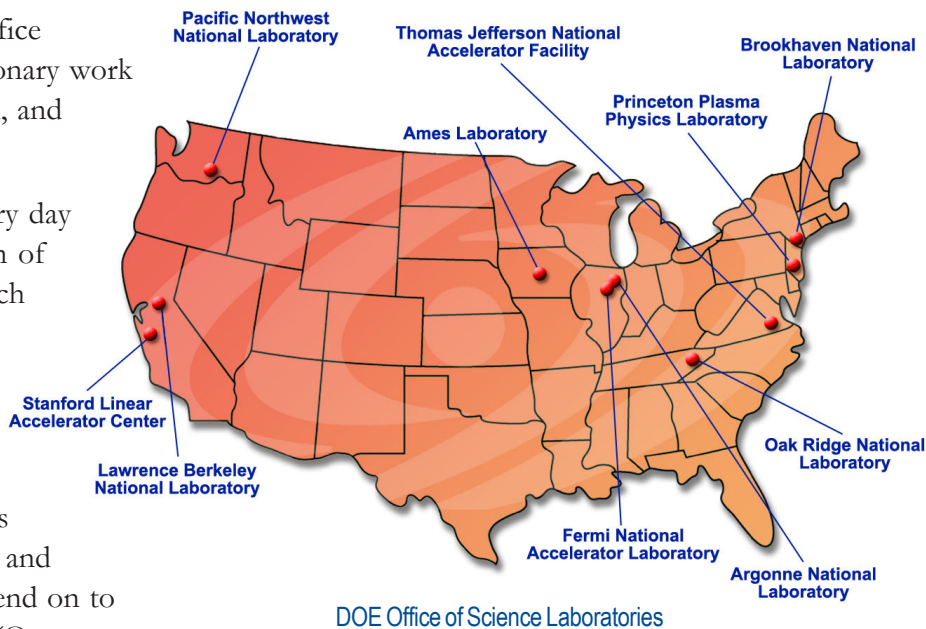 fice
onary work
, and
ry day
n of
ch
s
and
end on to
Pacific Northwest
National Laboratory
Thomas Jefferson National
Accelerator Facility
Brookhaven National
Laboratory
Princeton Plasma
Physics Laboratory
Ames Laboratory
Stanford Linear
Accelerator Center
Lawrence Berkeley
National Laboratory
Oak Ridge National
Laboratory
Fermi National
Accelerator Laboratory
Argonne National
Laboratory
DOE Office of Science Laboratories